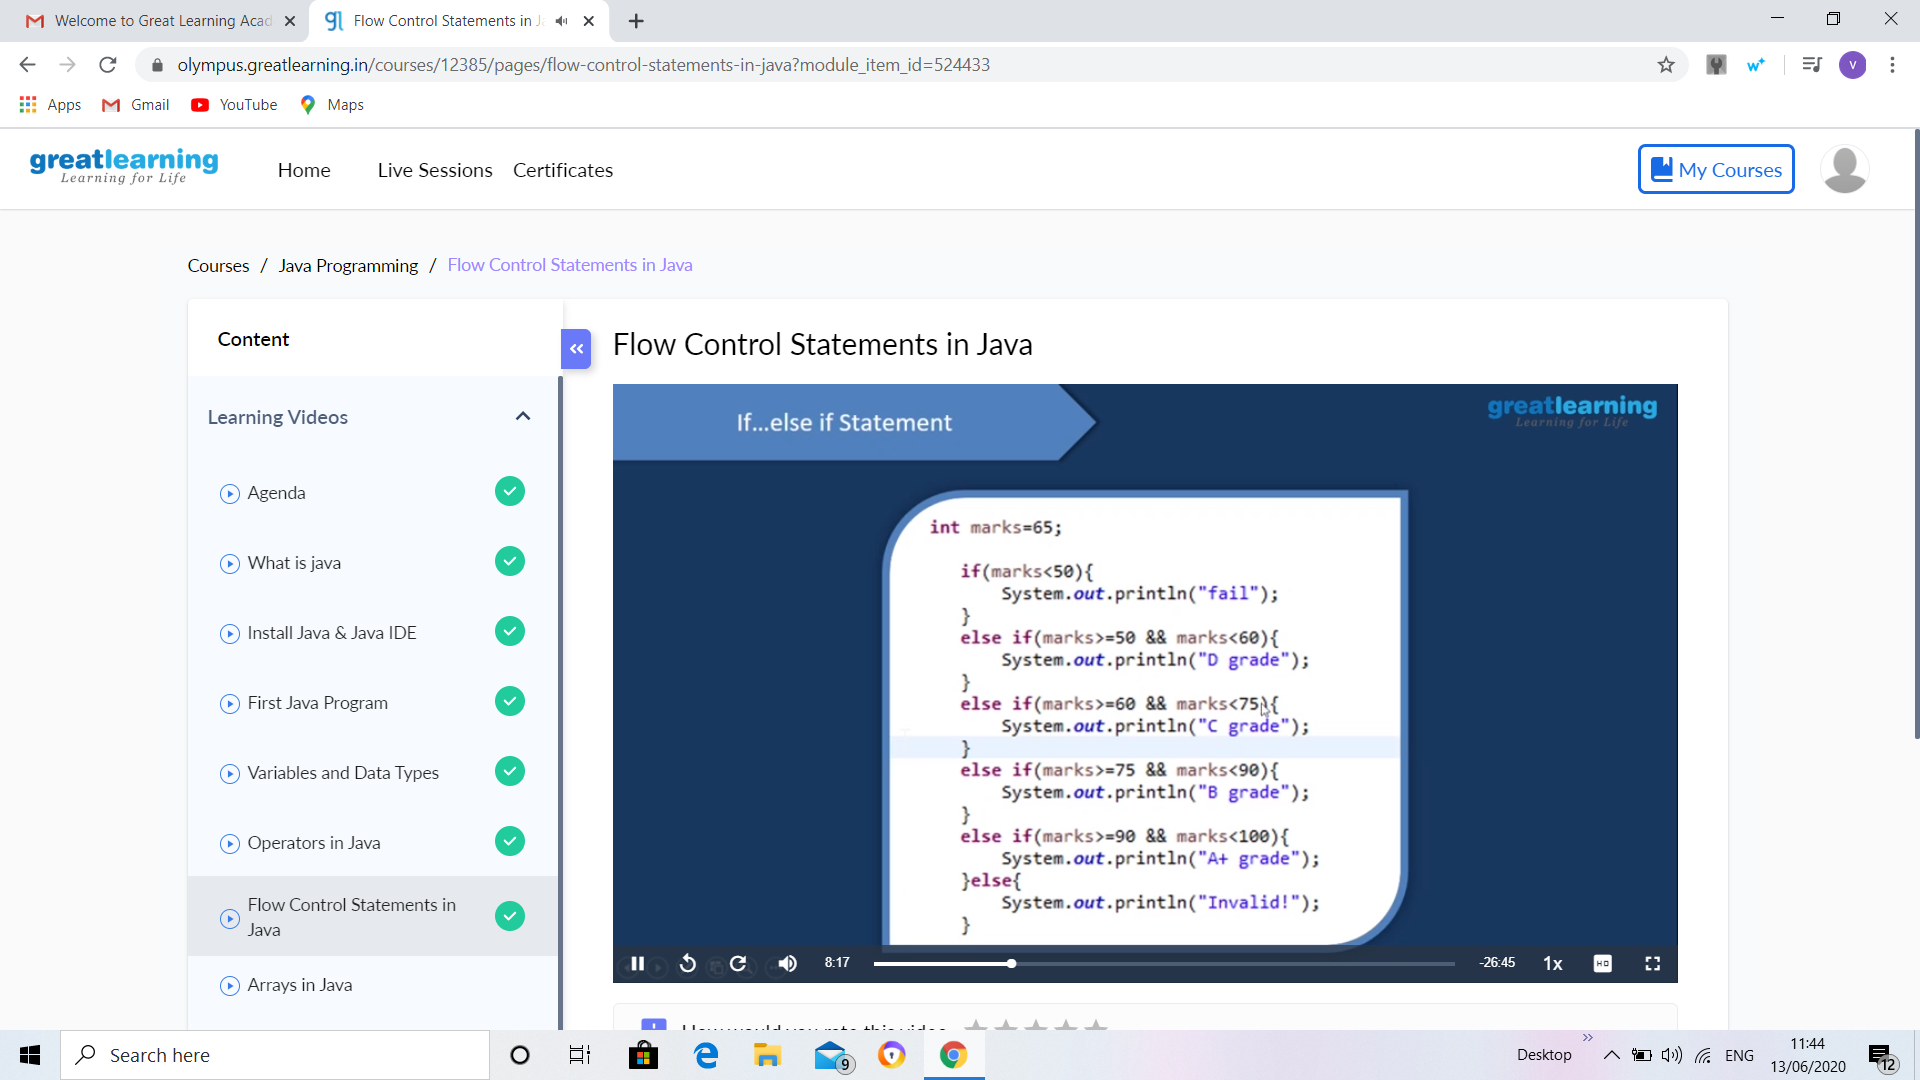 Welcome to Great Learning Acad
Flow Control Statements in J
olympus.greatlearning.in/courses/12385/pages/flow-control-statements-in-java?module_item_id=524433
V
Apps
Gmail
YouTube
Maps
greatlearning
Learning for Life
Home
Live Sessions
Certificates
My Courses
Courses / Java Programming / Flow Control Statements in Java
Content
Learning Videos
Agenda
What is java
Install Java & Java IDE
First Java Program
Variables and Data Types
Operators in Java
Flow Control Statements in
Java
Arrays in Java
Flow Control Statements in Java
If...else if Statement
greatlearning
Learning for Life
int marks=65;
if(marks<50){
System.out.println("fail");
}
else if(marks>=50 && marks<60){
System.out.println("D grade");
}
else if(marks>=60 && marks<75){
System.out.println("C grade");
}
else if(marks>=75 && marks<90){
System.out.println("B grade");
}
else if(marks>=90 && marks<100){
System.out.println("A+ grade");
}else{
System.out.println("Invalid!");
}
8:17
-26:45
1x
HD
How would you rate this video
Search here
9
Desktop
ENG
11:44
13/06/2020
12